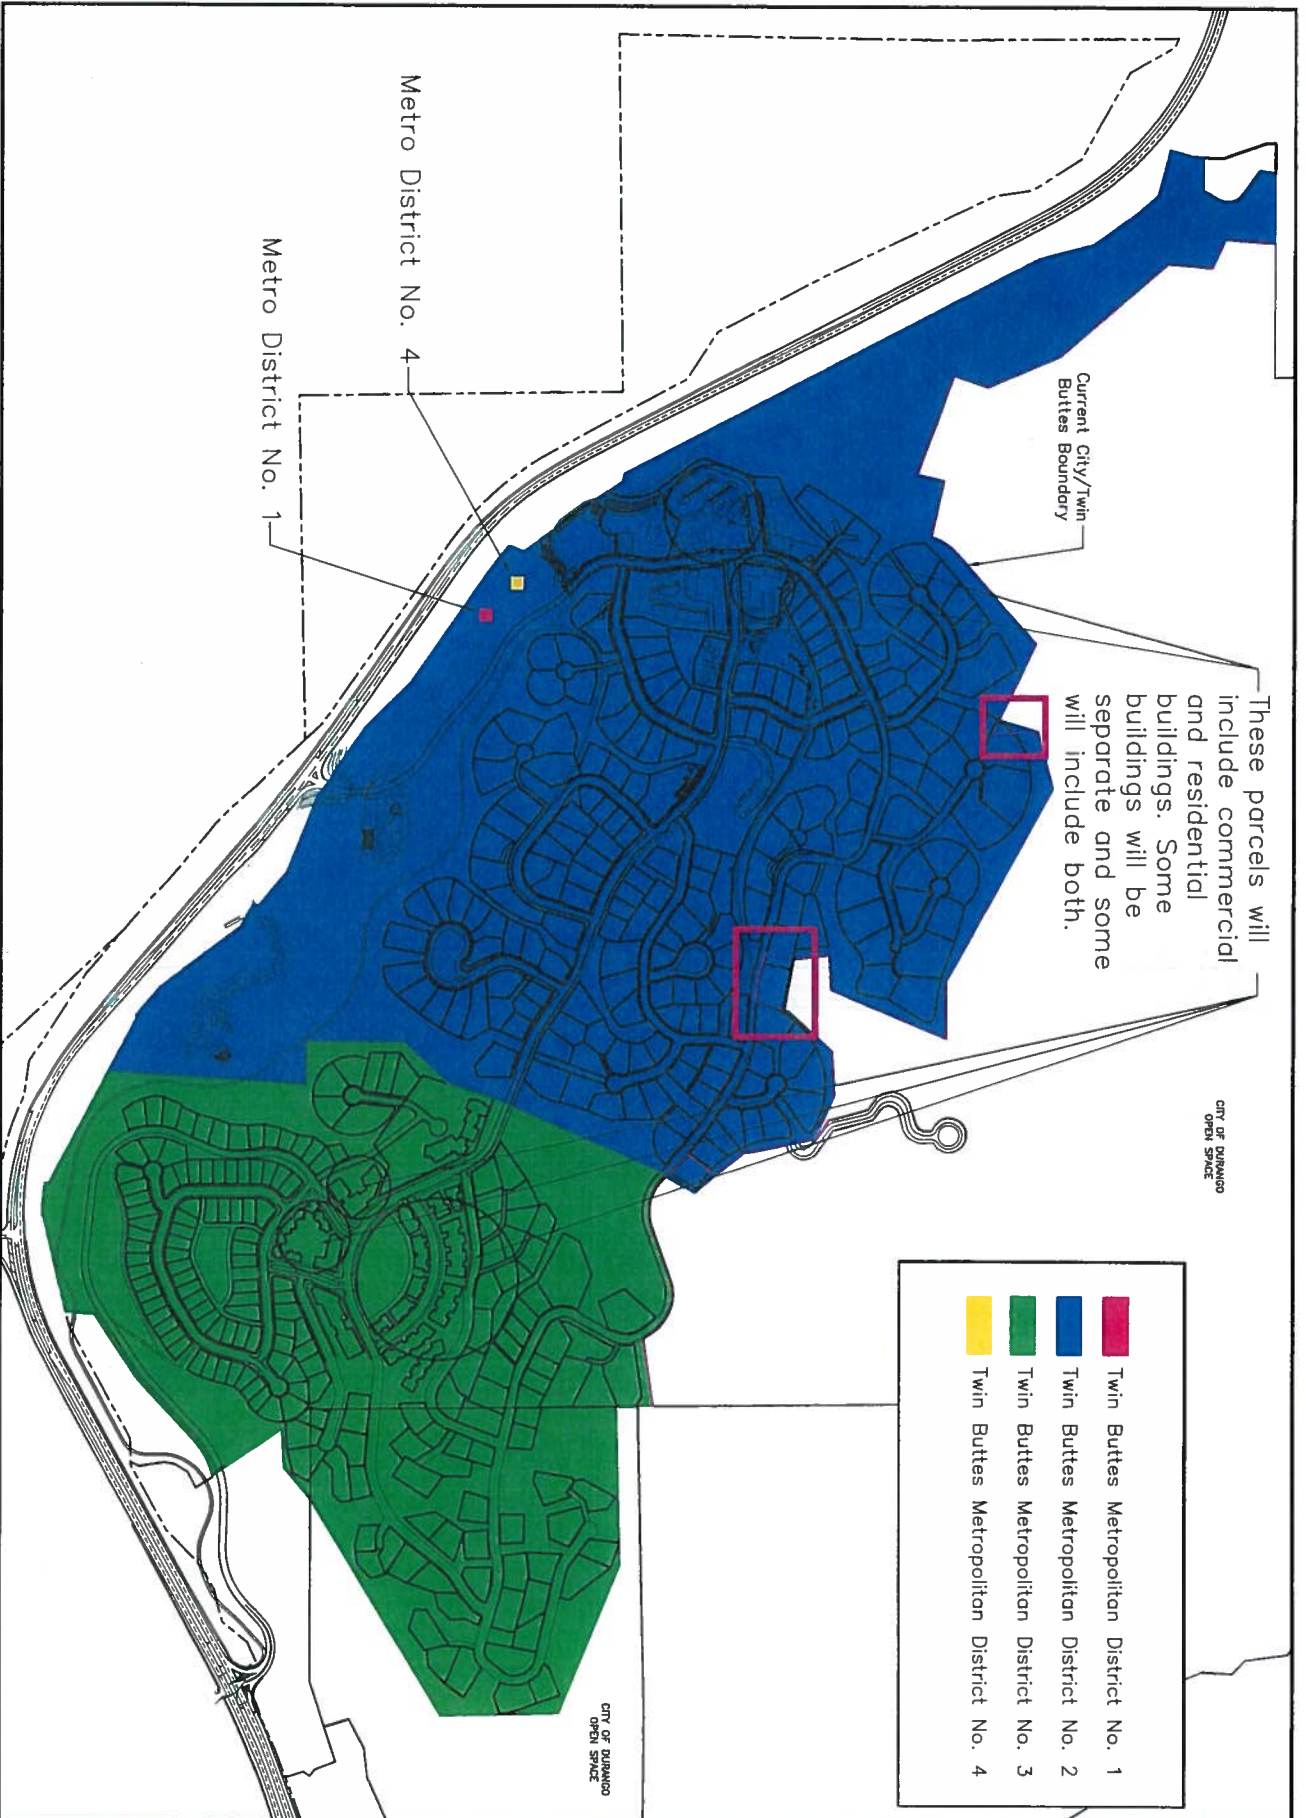 These parcels will
include commercial
and residential
buildings. Some
buildings will be
separate and some
will include both.
CITY OF DURANGO
OPEN SPACE
Current City/Twin
Buttes Boundary
Twin Buttes Metropolitan District No. 1
Twin Buttes Metropolitan District No. 2
Twin Buttes Metropolitan District No. 3
Twin Buttes Metropolitan District No. 4
Metro District No. 4
Metro District No. 1
CITY OF DURANGO
OPEN SPACE